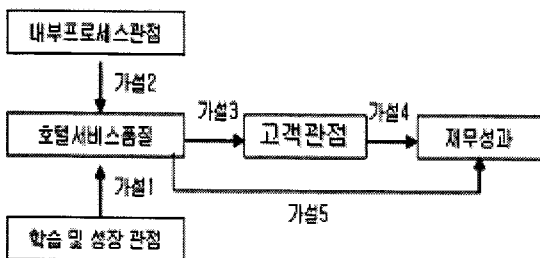 내부프로세스관점
가설2
호텔서비스품질
가설3
고객관점
가설4
재무성과
가설1
가설5
학습 및 성장 관점